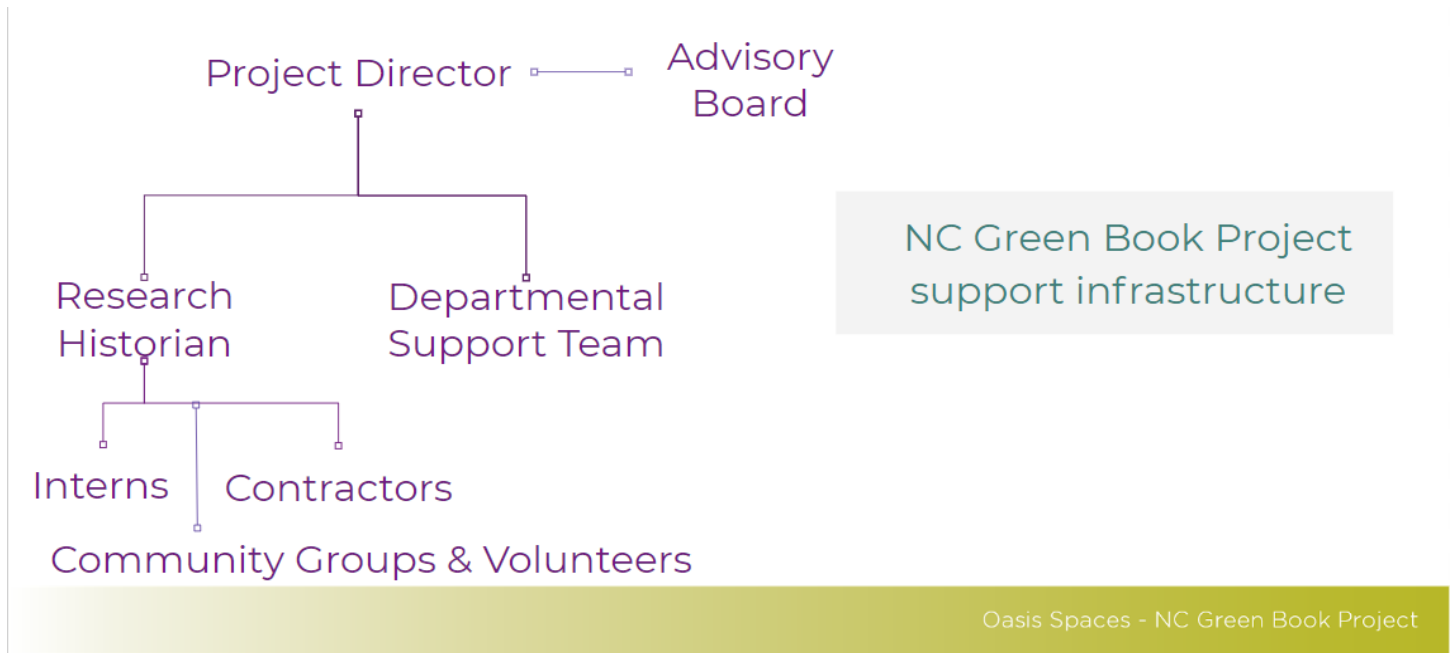 Project Director
Advisory
Board
NC Green Book Project
support infrastructure
Research
Historian
Departmental
Support Team
Interns
Contractors
Community Groups & Volunteers
Oasis Spaces - NC Green Book Project